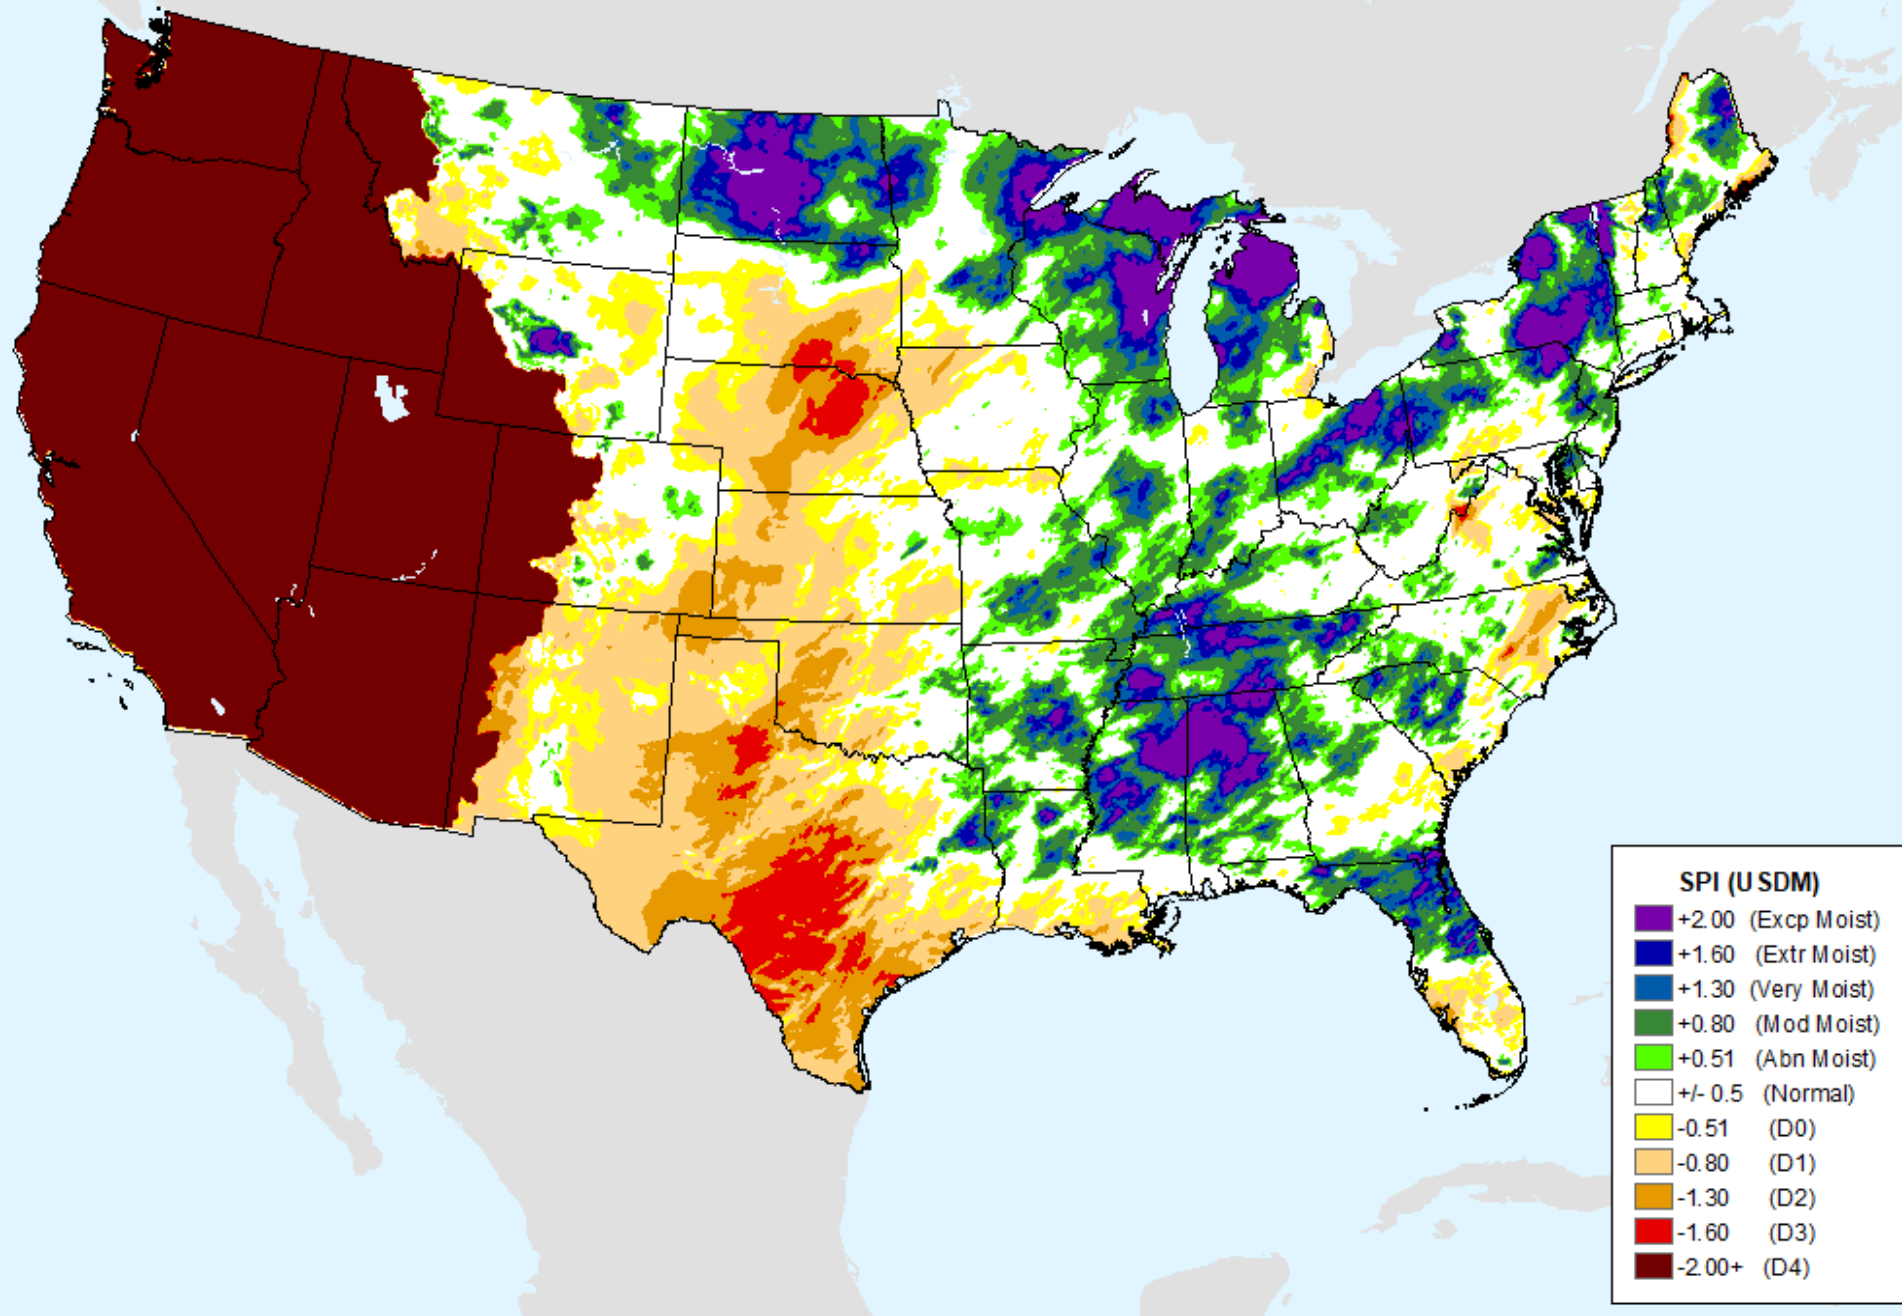 SPI (USDM)
+2.00 (Excp Moist)
+1.60 (Extr Moist)
+1.30 (Very Moist)
+0.80 (Mod Moist)
+0.51 (Abn Moist)
+/- 0.5 (Normal)
-0.51 (D0)
-0.80 (D1)
-1.30 (D2)
-1.60 (D3)
-2.00+ (D4)